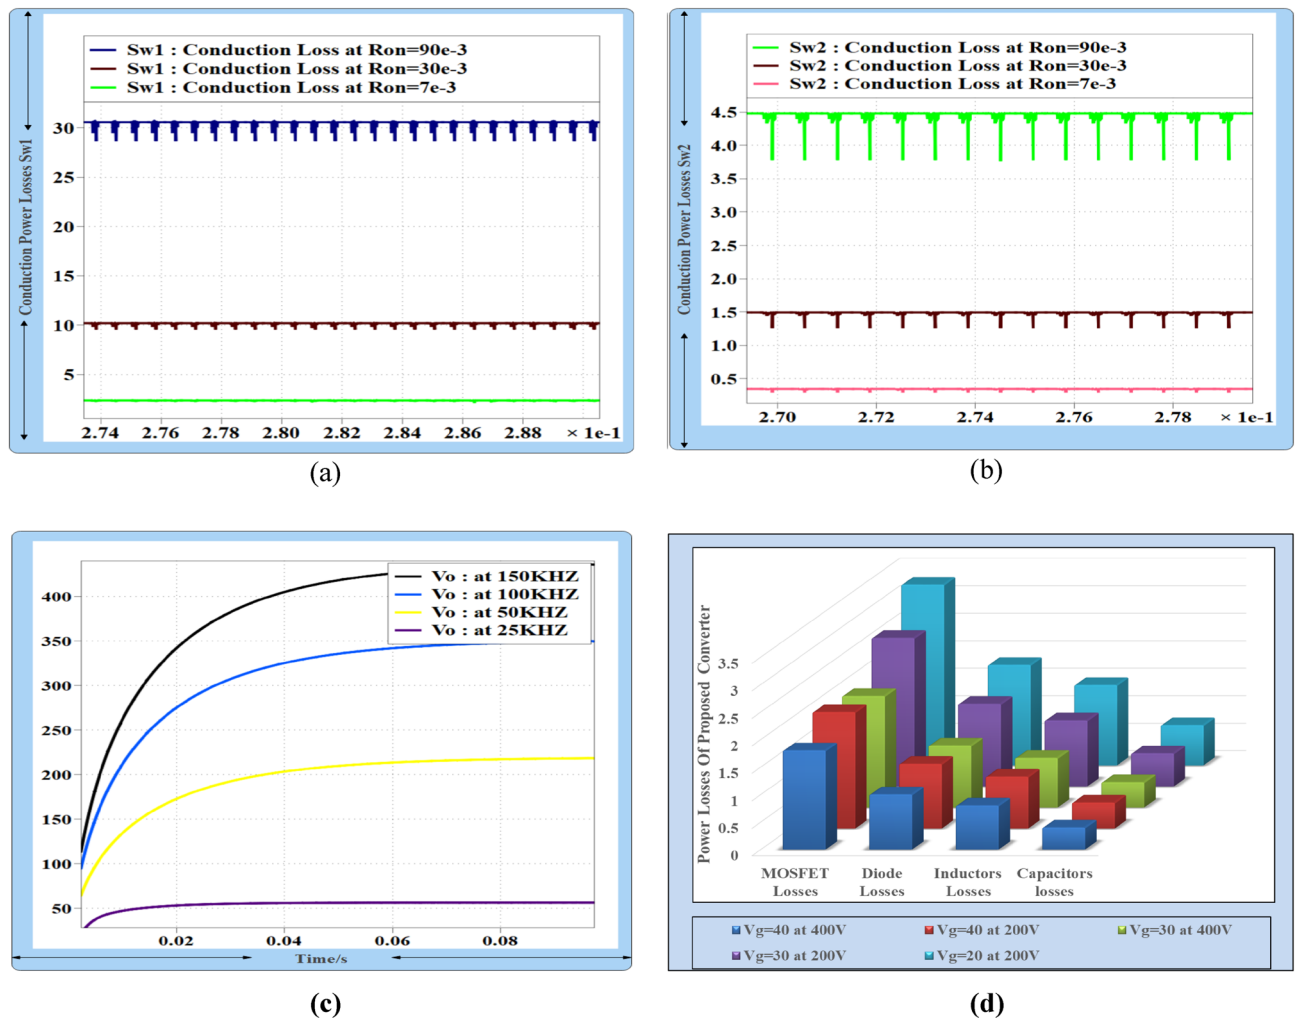 Sw1 : Conduction Loss at Ron=90e-3
Sw1 : Conduction Loss at Ron=30e-3
Sw1 : Conduction Loss at Ron=7e-3
Conduction Power Losses Sw1
30
25
20
15
10
5
2.74 2.76 2.78 2.80 2.82 2.84 2.86 2.88 × 1e-1
(a)
Sw2 : Conduction Loss at Ron=90e-3
Sw2 : Conduction Loss at Ron=30e-3
Sw2 : Conduction Loss at Ron=7e-3
Conduction Power Losses Sw2
4.5
4.0
3.5
3.0
2.5
2.0
1.5
1.0
0.5
2.70 2.72 2.74 2.76 2.78 × 1e-1
(b)
Vo : at 150KHZ
Vo : at 100KHZ
Vo : at 50KHZ
Vo : at 25KHZ
400
350
300
250
200
150
100
50
0.02 0.04 0.06 0.08
Time/s
(c)
Power Losses Of Proposed Converter
3.5
3
2.5
2
1.5
1
0.5
0
MOSFET Diode Inductors Capacitors
Losses Losses Losses losses
Vg=40 at 400V Vg=40 at 200V Vg=30 at 400V
Vg=30 at 200V Vg=20 at 200V
(d)